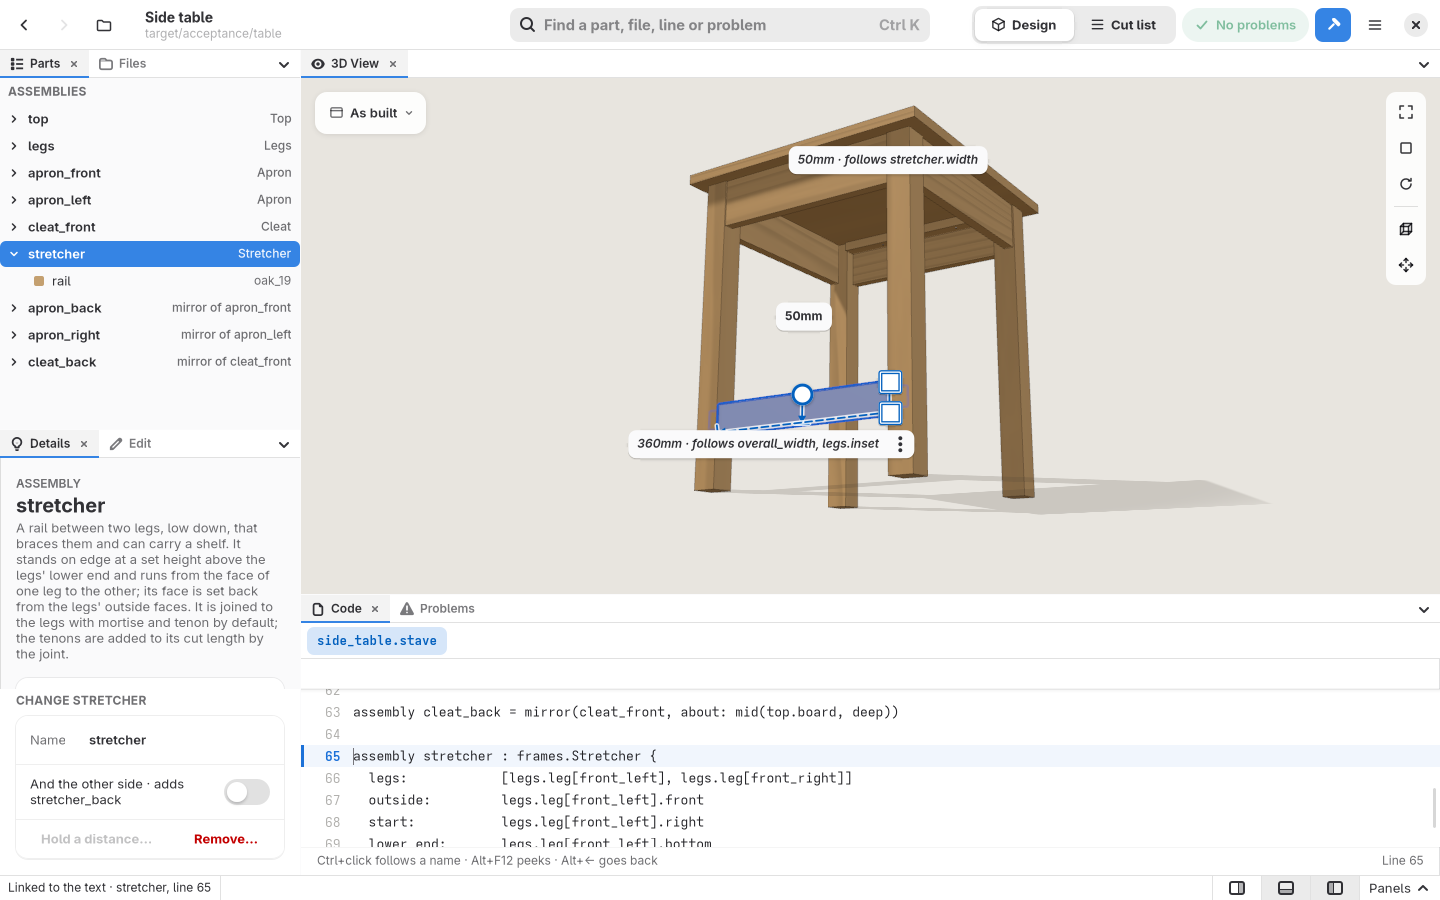 Side table
target/acceptance/table
Find a part, file, line or problem
Ctrl K
Design
Cut list
No problems
Parts
Files
3D View
ASSEMBLIES
top Top
legs Legs
apron_front Apron
apron_left Apron
cleat_front Cleat
stretcher Stretcher
rail oak_19
apron_back mirror of apron_front
apron_right mirror of apron_left
cleat_back mirror of cleat_front
As built
50mm · follows stretcher.width
50mm
360mm · follows overall_width, legs.inset
Details
Edit
ASSEMBLY
stretcher
A rail between two legs, low down, that
braces them and can carry a shelf. It
stands on edge at a set height above the
legs' lower end and runs from the face of
one leg to the other; its face is set back
from the legs' outside faces. It is joined to
the legs with mortise and tenon by default;
the tenons are added to its cut length by
the joint.
CHANGE STRETCHER
Name stretcher
And the other side · adds
stretcher_back
Hold a distance...
Remove...
Code
Problems
side_table.stave
62
63 assembly cleat_back = mirror(cleat_front, about: mid(top.board, deep))
64
65 assembly stretcher : frames.Stretcher {
66 legs: [legs.leg[front_left], legs.leg[front_right]]
67 outside: legs.leg[front_left].front
68 start: legs.leg[front_left].right
69 lower_end: legs.leg[front_left].bottom
Ctrl+click follows a name · Alt+F12 peeks · Alt+← goes back
Line 65
Linked to the text · stretcher, line 65
Panels